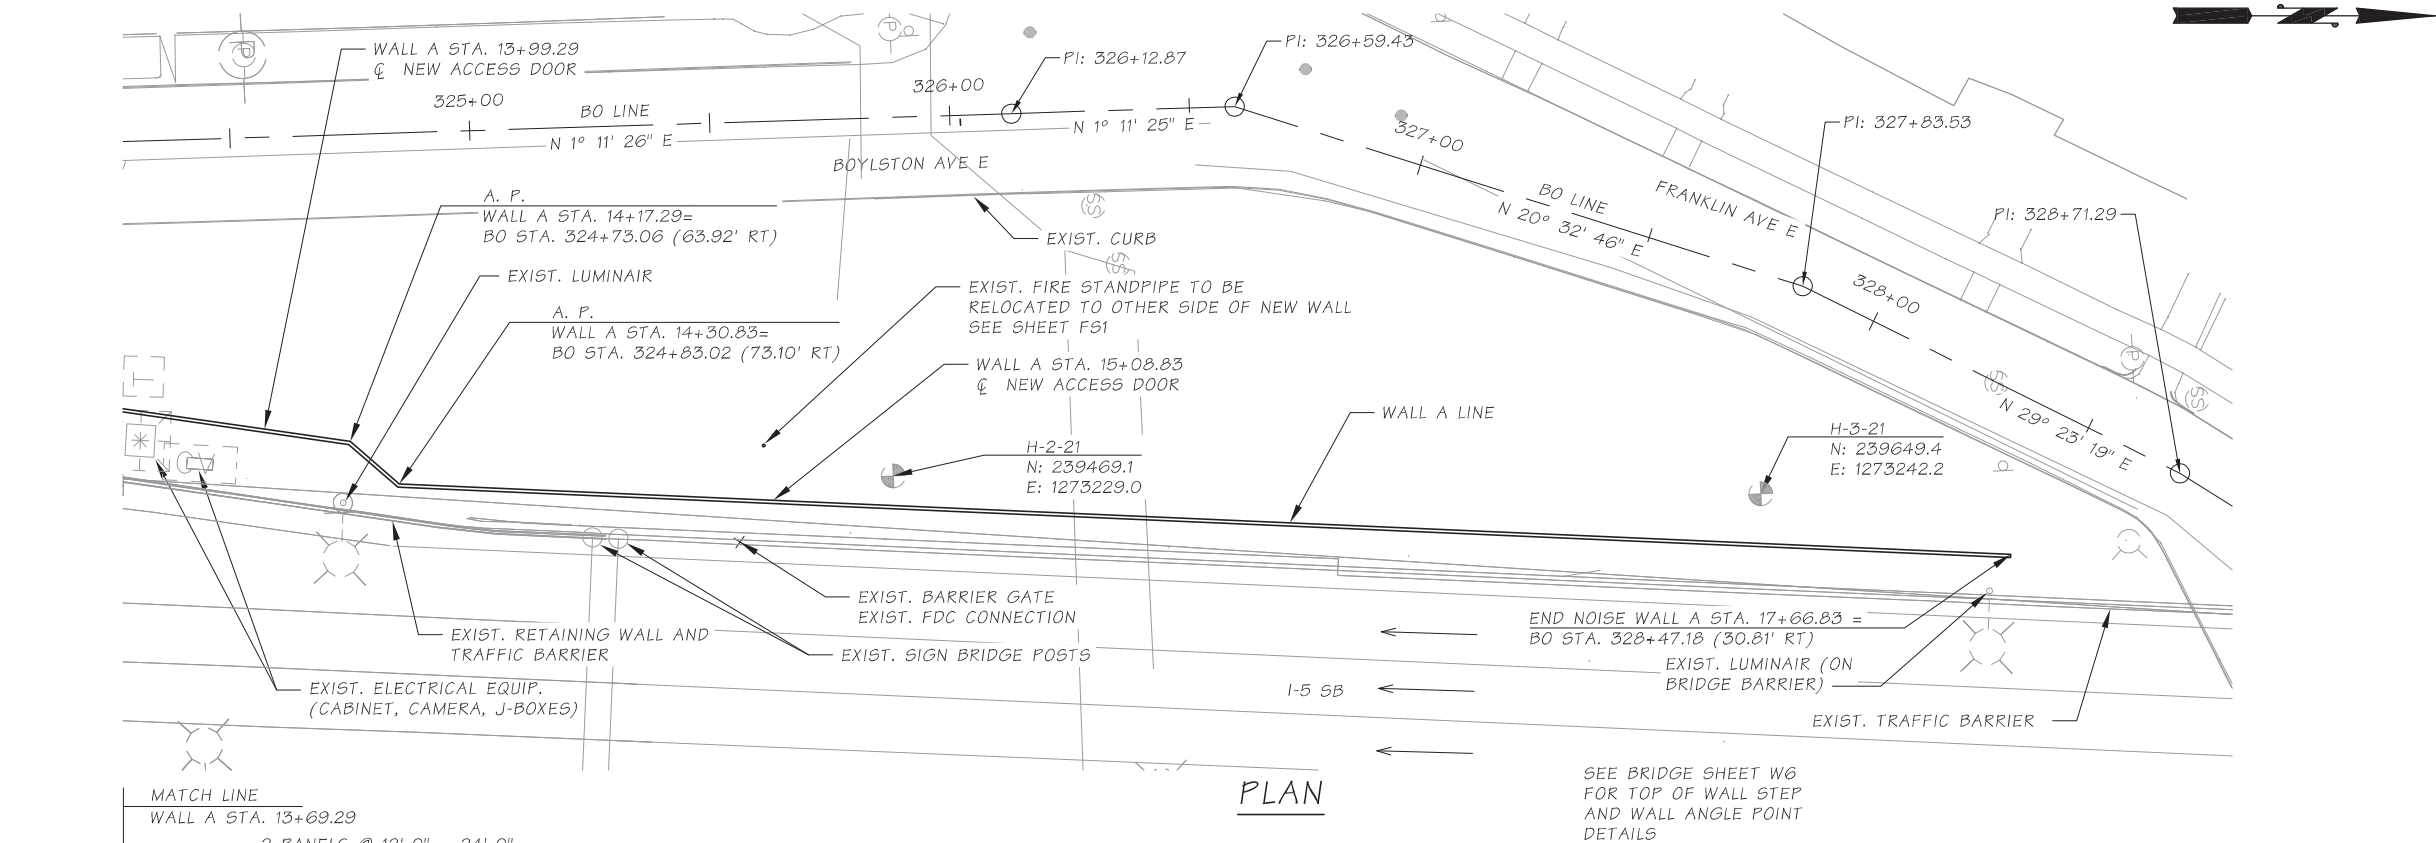 WALL A STA. 13+99.29
℄ NEW ACCESS DOOR
325+00
BO LINE
N 1° 11' 26" E
326+00
PI: 326+12.87
PI: 326+59.43
N 1° 11' 25" E
BOYLSTON AVE E
327+00
BO LINE
N 20° 32' 46" E
FRANKLIN AVE E
PI: 327+83.53
328+00
PI: 328+71.29
N 29° 23' 19" E
A. P.
WALL A STA. 14+17.29=
BO STA. 324+73.06 (63.92' RT)
EXIST. LUMINAIR
A. P.
WALL A STA. 14+30.83=
BO STA. 324+83.02 (73.10' RT)
EXIST. CURB
EXIST. FIRE STANDPIPE TO BE
RELOCATED TO OTHER SIDE OF NEW WALL
SEE SHEET FS1
WALL A STA. 15+08.83
℄ NEW ACCESS DOOR
WALL A LINE
H-2-21
N: 239469.1
E: 1273229.0
H-3-21
N: 239649.4
E: 1273242.2
EXIST. BARRIER GATE
EXIST. FDC CONNECTION
EXIST. RETAINING WALL AND
TRAFFIC BARRIER
EXIST. SIGN BRIDGE POSTS
EXIST. ELECTRICAL EQUIP.
(CABINET, CAMERA, J-BOXES)
END NOISE WALL A STA. 17+66.83 =
BO STA. 328+47.18 (30.81' RT)
EXIST. LUMINAIR (ON
BRIDGE BARRIER)
I-5 SB
EXIST. TRAFFIC BARRIER
PLAN
SEE BRIDGE SHEET W6
FOR TOP OF WALL STEP
AND WALL ANGLE POINT
DETAILS
MATCH LINE
WALL A STA. 13+69.29